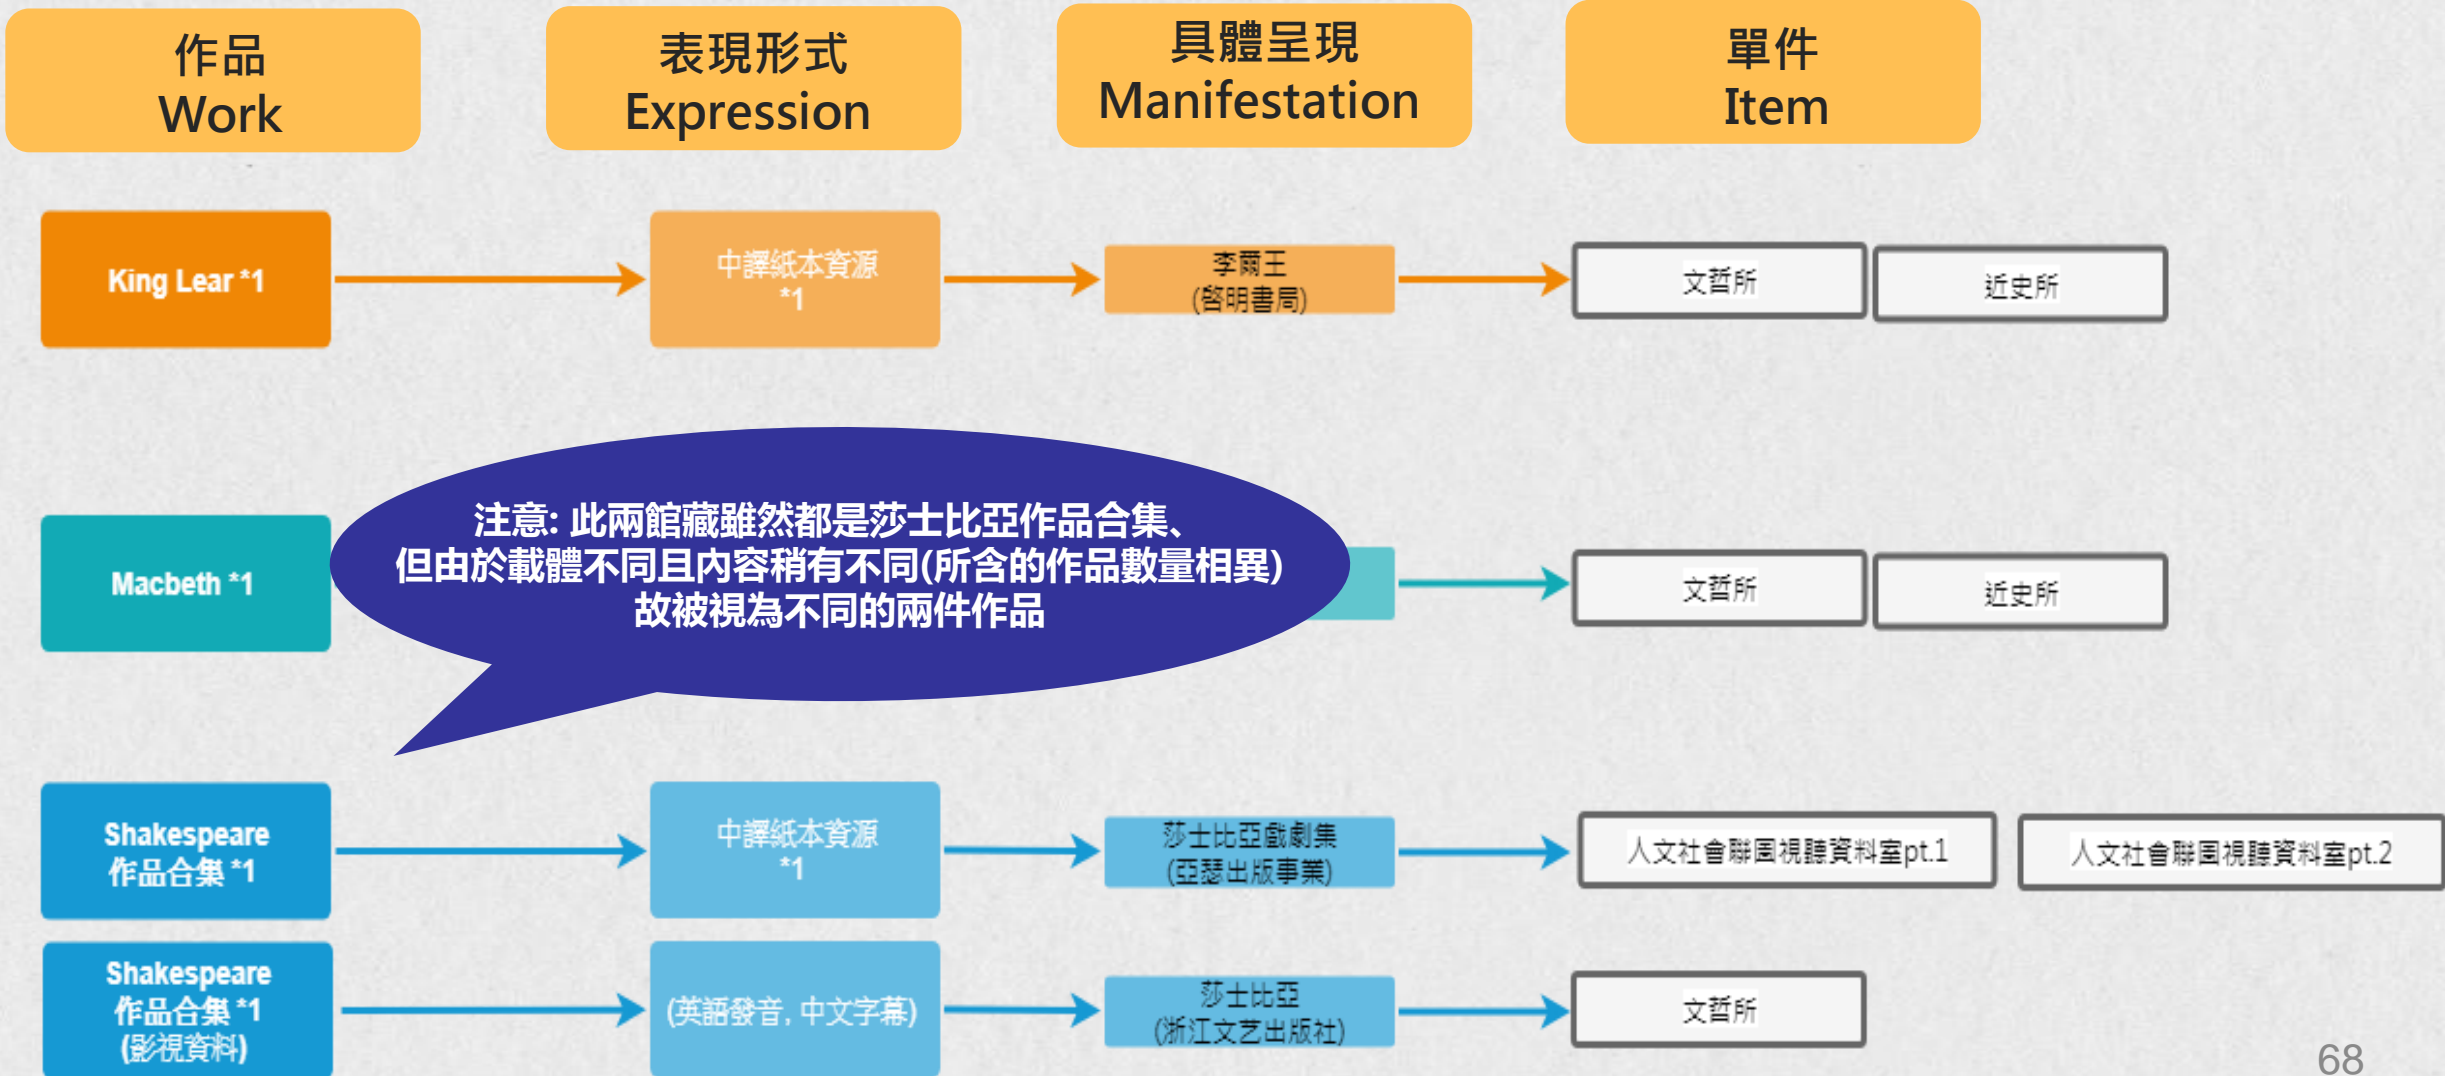 作品
Work
表現形式
Expression
具體呈現
Manifestation
單件
Item
King Lear *1
中譯紙本資源
*1
李爾王
(啓明書局)
文哲所
近史所
Macbeth *1
注意: 此兩館藏雖然都是莎士比亞作品合集、
但由於載體不同且內容稍有不同(所含的作品數量相異)
故被視為不同的兩件作品
文哲所
近史所
Shakespeare
作品合集 *1
中譯紙本資源
*1
莎士比亞戲劇集
(亞瑟出版事業)
人文社會聯圖視聽資料室pt.1
人文社會聯圖視聽資料室pt.2
Shakespeare
作品合集 *1
(影視資料)
(英語發音, 中文字幕)
莎士比亞
(浙江文艺出版社)
文哲所
68